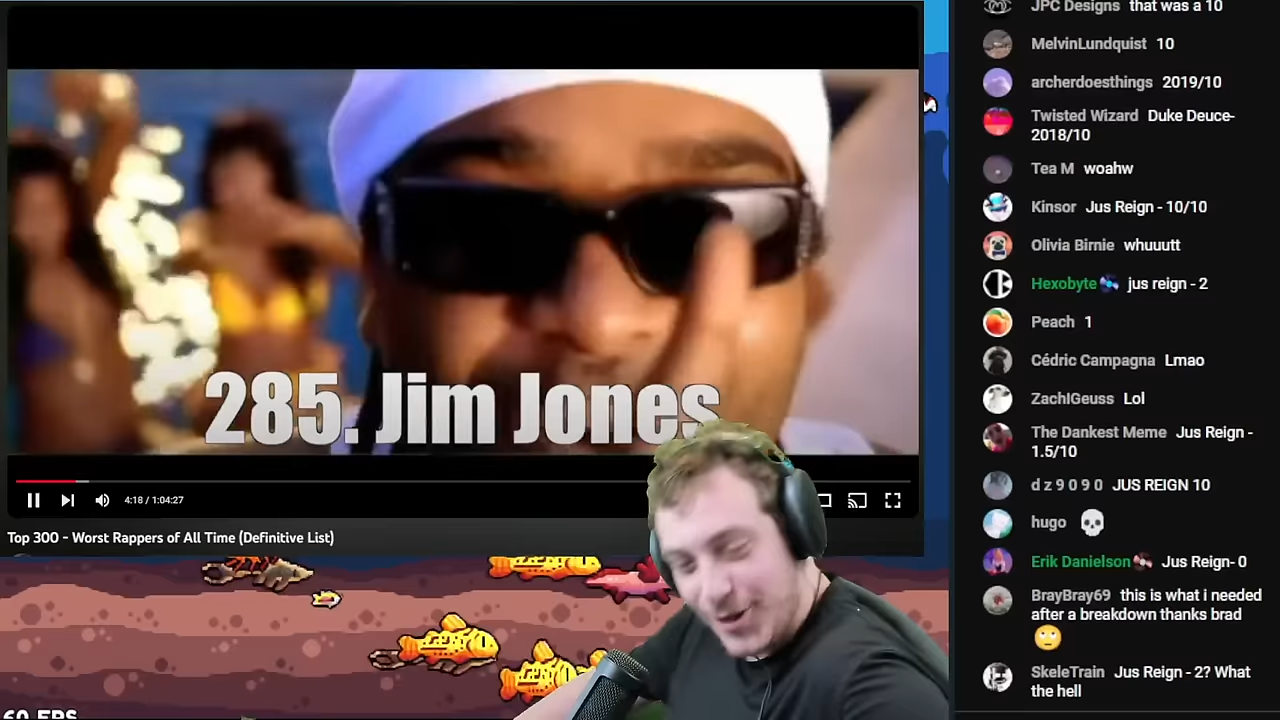 285. Jim Jones
4:18 / 1:04:27
Top 300 - Worst Rappers of All Time (Definitive List)
60 FPS
JPC Designs that was a 10
MelvinLundquist 10
archerdoesthings 2019/10
Twisted Wizard Duke Deuce-
2018/10
Tea M woahw
Kinsor Jus Reign - 10/10
Olivia Birnie whuuutt
Hexobyte jus reign - 2
Peach 1
Cédric Campagna Lmao
ZachIGeuss Lol
The Dankest Meme Jus Reign -
1.5/10
d z 9 0 9 0 JUS REIGN 10
hugo 💀
Erik Danielson Jus Reign- 0
BrayBray69 this is what i needed
after a breakdown thanks brad
🙄
SkeleTrain Jus Reign - 2? What
the hell